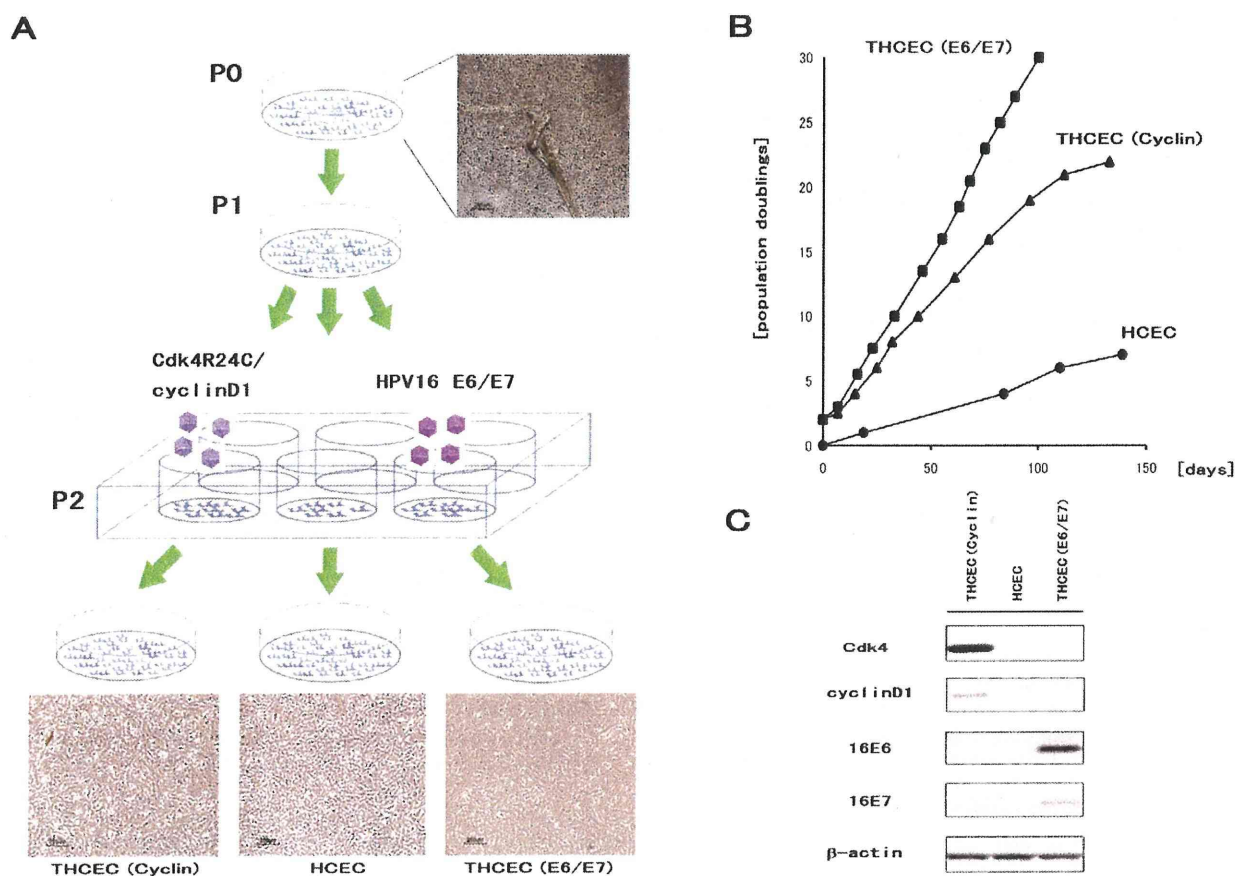 A
P0
P1
Cdk4R24C/
cyclinD1
HPV16 E6/E7
P2
THCEC (Cyclin)
HCEC
THCEC (E6/E7)
B
THCEC (E6/E7)
THCEC (Cyclin)
HCEC
[population doublings]
30
25
20
15
10
5
0
0
50
100
150
[days]
C
THCEC (Cyclin)
HCEC
THCEC (E6/E7)
Cdk4
cyclinD1
16E6
16E7
β-actin